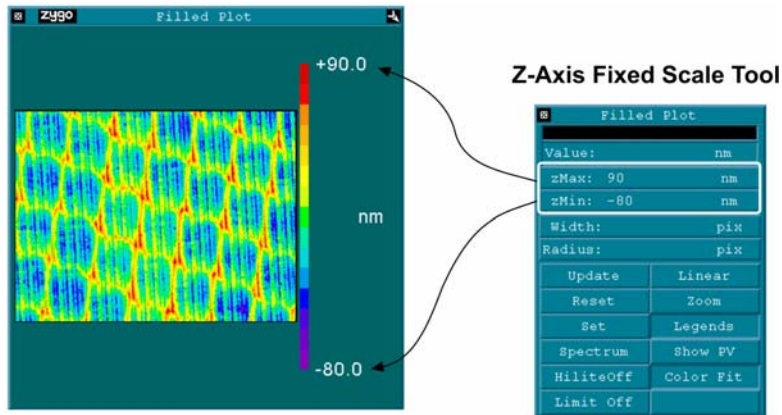 zygo Filled Plot
+90.0
nm
-80.0
Z-Axis Fixed Scale Tool
Filled Plot
Value: nm
zMax: 90 nm
zMin: -80 nm
Width: pix
Radius: pix
Update Linear
Reset Zoom
Set Legends
Spectrum Show PV
HiliteOff Color Fit
Limit Off